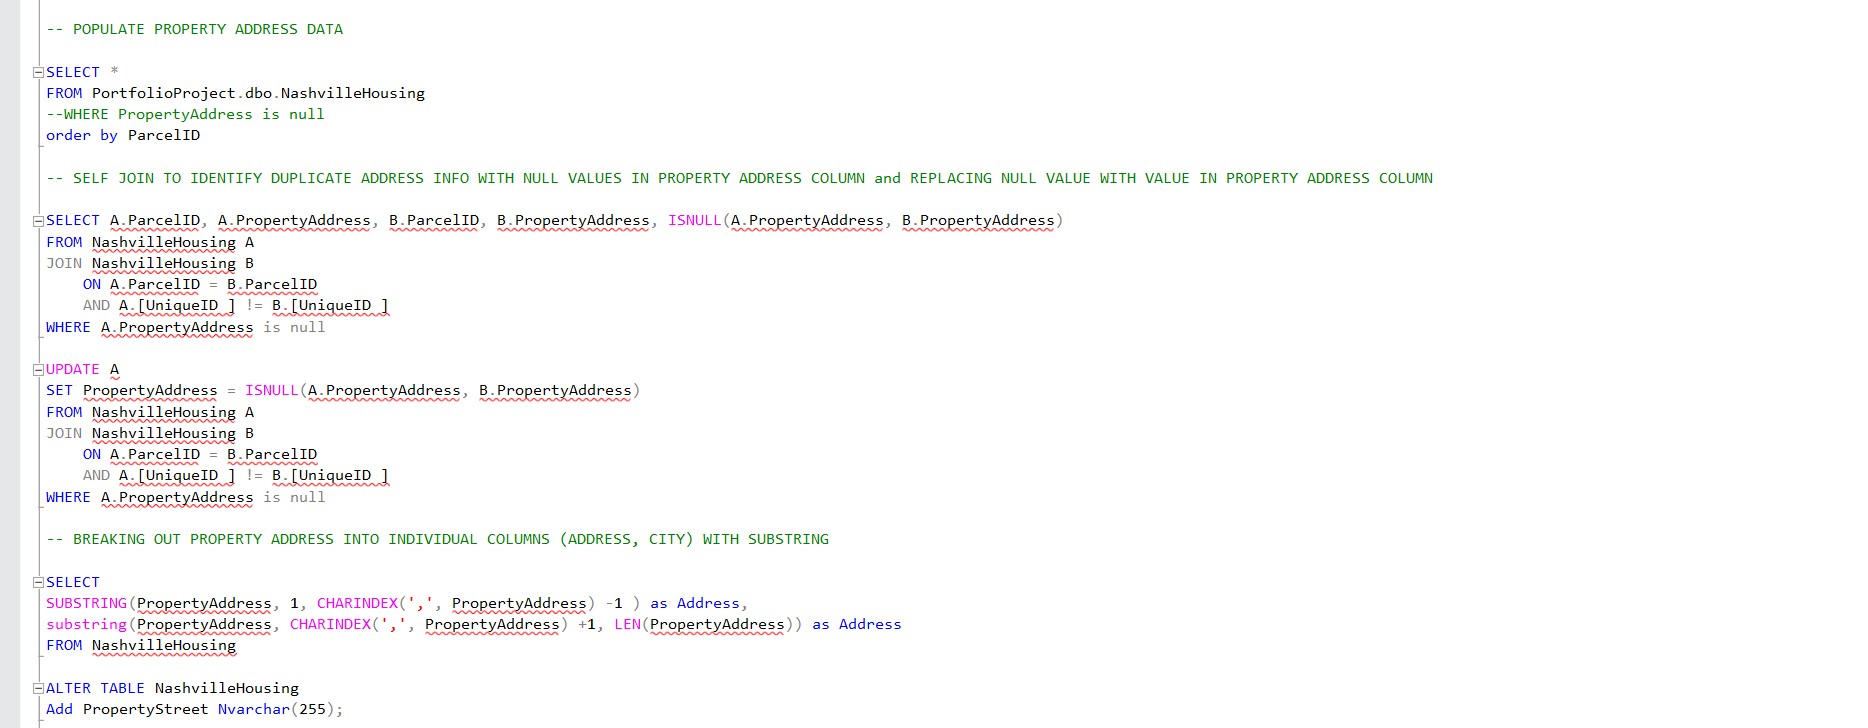 -- POPULATE PROPERTY ADDRESS DATA
SELECT *
FROM PortfolioProject.dbo.NashvilleHousing
--WHERE PropertyAddress is null
order by ParcelID
-- SELF JOIN TO IDENTIFY DUPLICATE ADDRESS INFO WITH NULL VALUES IN PROPERTY ADDRESS COLUMN and REPLACING NULL VALUE WITH VALUE IN PROPERTY ADDRESS COLUMN
SELECT A.ParcelID, A.PropertyAddress, B.ParcelID, B.PropertyAddress, ISNULL(A.PropertyAddress, B.PropertyAddress)
FROM NashvilleHousing A
JOIN NashvilleHousing B
    ON A.ParcelID = B.ParcelID
    AND A.[UniqueID ] != B.[UniqueID ]
WHERE A.PropertyAddress is null
UPDATE A
SET PropertyAddress = ISNULL(A.PropertyAddress, B.PropertyAddress)
FROM NashvilleHousing A
JOIN NashvilleHousing B
    ON A.ParcelID = B.ParcelID
    AND A.[UniqueID ] != B.[UniqueID ]
WHERE A.PropertyAddress is null
-- BREAKING OUT PROPERTY ADDRESS INTO INDIVIDUAL COLUMNS (ADDRESS, CITY) WITH SUBSTRING
SELECT
SUBSTRING(PropertyAddress, 1, CHARINDEX(',', PropertyAddress) -1 ) as Address,
substring(PropertyAddress, CHARINDEX(',', PropertyAddress) +1, LEN(PropertyAddress)) as Address
FROM NashvilleHousing
ALTER TABLE NashvilleHousing
Add PropertyStreet Nvarchar(255);